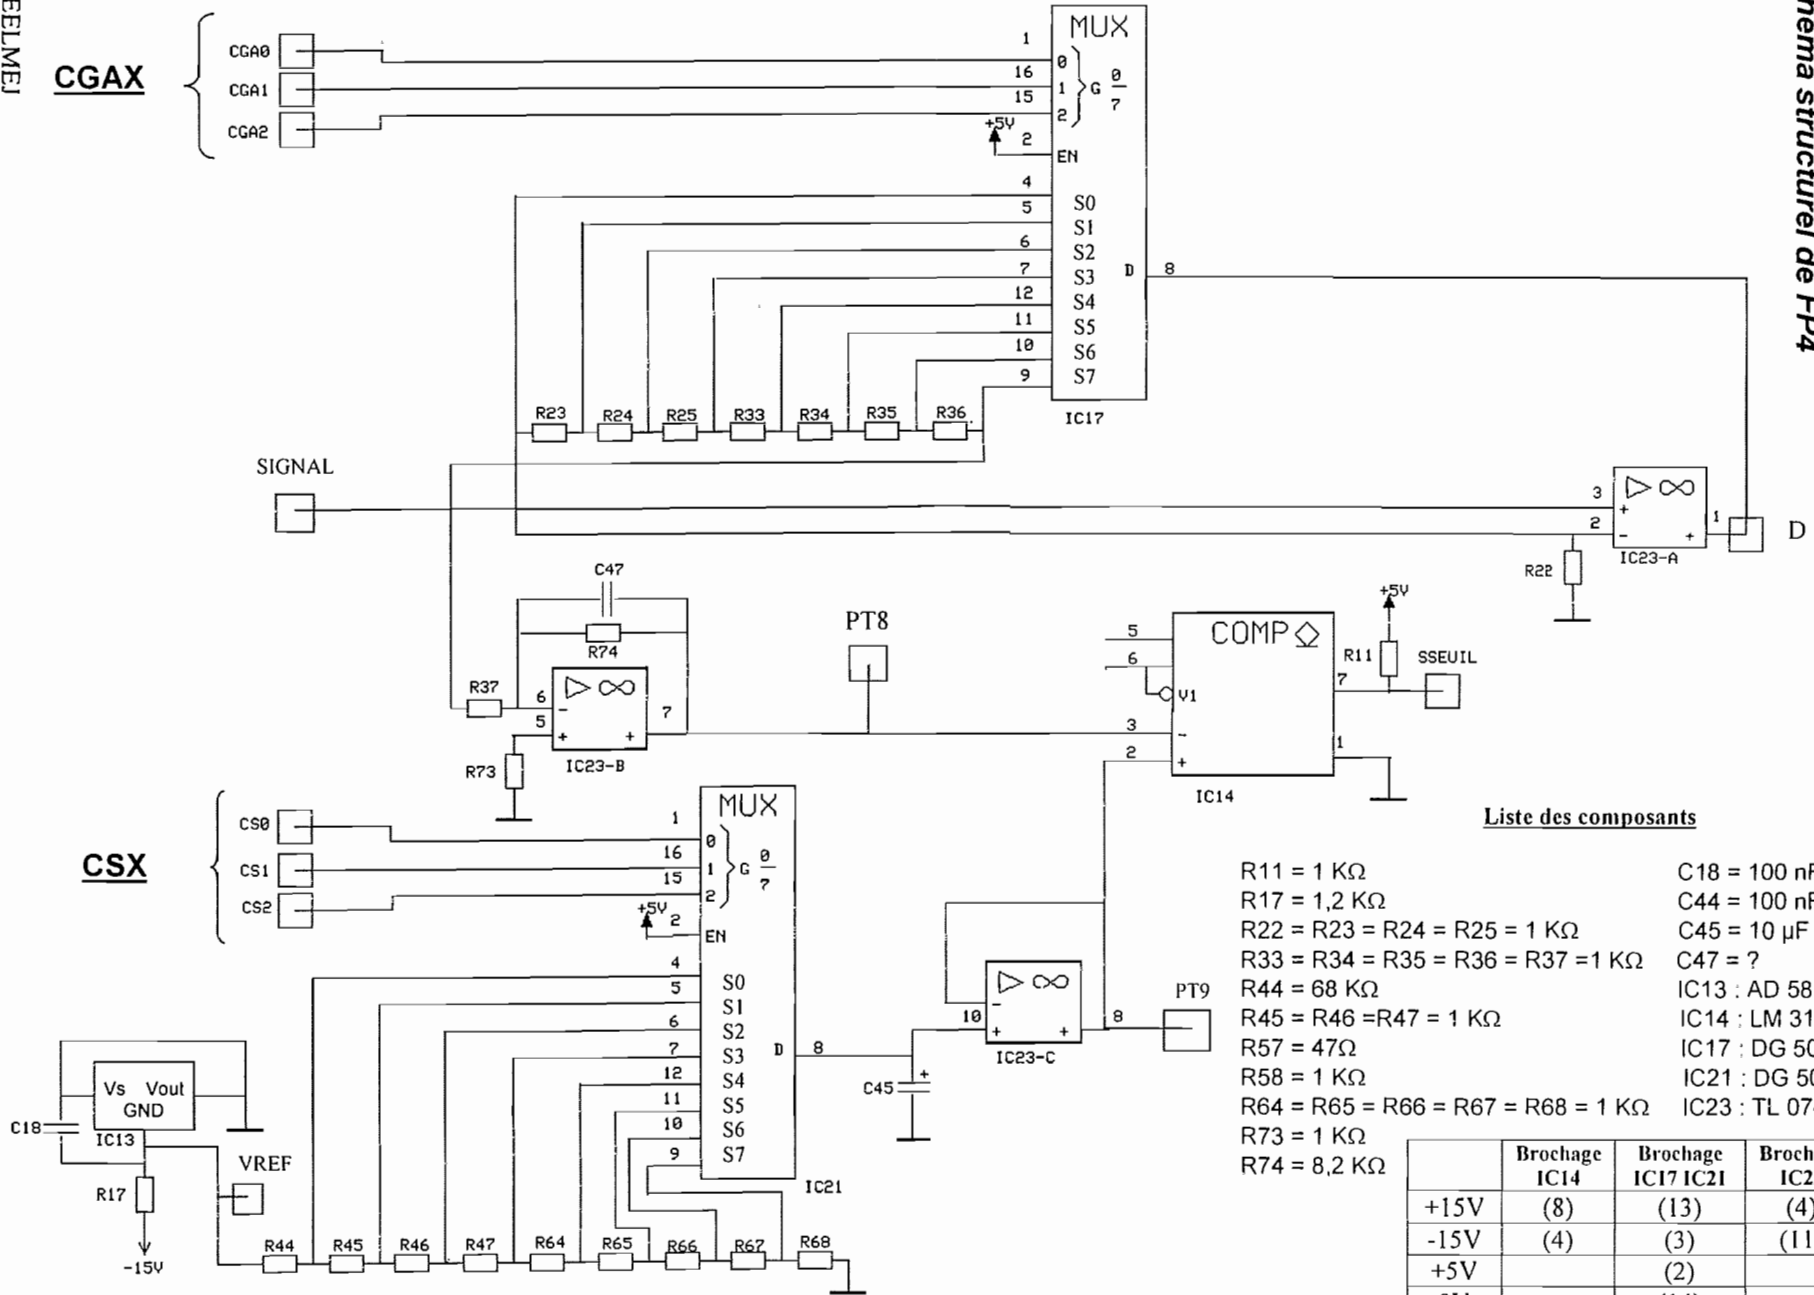 EELMEJ
nema structurel de FP4
CGAX
CGA0
CGA1
CGA2
MUX
1
16
15
0
1
2
G 0/7
+5V
2
EN
4
5
6
7
12
11
10
9
S0
S1
S2
S3
S4
S5
S6
S7
D
8
IC17
R23
R24
R25
R33
R34
R35
R36
SIGNAL
3
2
+
-
▷ ∞
+
1
D
IC23-A
R22
C47
R74
R37
6
5
-
+
▷ ∞
+
7
IC23-B
R73
PT8
5
6
V1
3
2
-
+
COMP
7
1
IC14
+5V
R11
SSEUIL
CSX
CS0
CS1
CS2
MUX
1
16
15
0
1
2
G 0/7
+5V
2
EN
4
5
6
7
12
11
10
9
S0
S1
S2
S3
S4
S5
S6
S7
D
8
IC21
C45
+
10
-
+
▷ ∞
+
8
IC23-C
PT9
Vs Vout
GND
IC13
C18
R17
-15V
VREF
R44
R45
R46
R47
R64
R65
R66
R67
R68
Liste des composants
R11 = 1 KΩ
R17 = 1,2 KΩ
R22 = R23 = R24 = R25 = 1 KΩ
R33 = R34 = R35 = R36 = R37 =1 KΩ
R44 = 68 KΩ
R45 = R46 =R47 = 1 KΩ
R57 = 47Ω
R58 = 1 KΩ
R64 = R65 = R66 = R67 = R68 = 1 KΩ
R73 = 1 KΩ
R74 = 8,2 KΩ
C18 = 100 nF
C44 = 100 nF
C45 = 10 µF
C47 = ?
IC13 : AD 58
IC14 : LM 31
IC17 : DG 50
IC21 : DG 50
IC23 : TL 07
Brochage IC14 Brochage IC17 IC21 Broch IC2
+15V (8) (13) (4)
-15V (4) (3) (11
+5V (2)